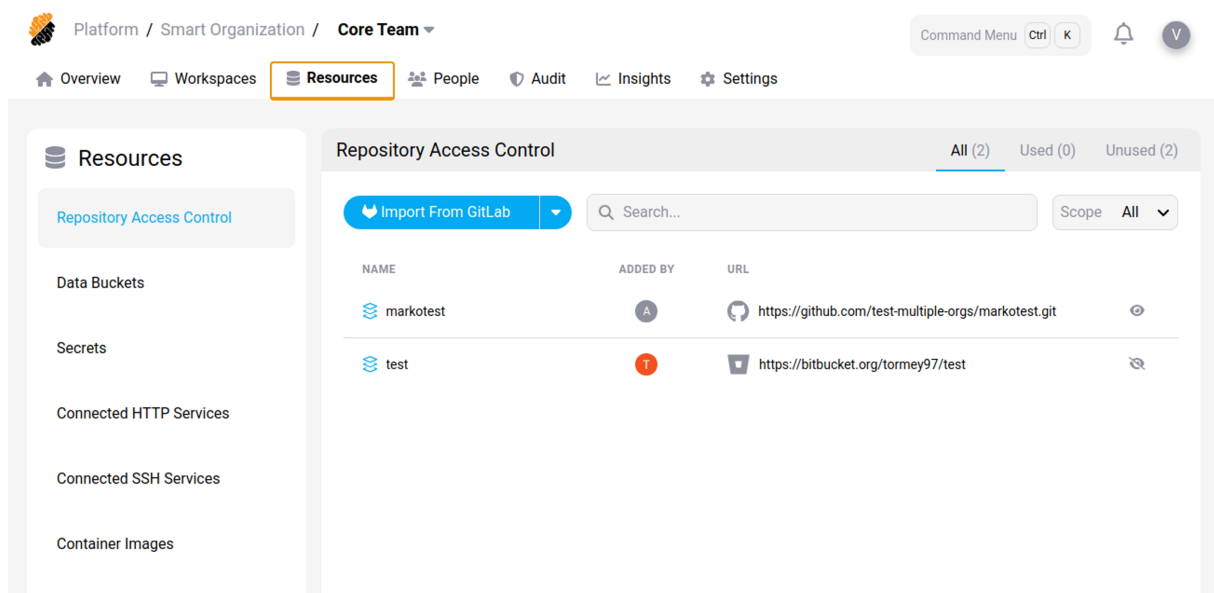 Platform / Smart Organization / Core Team
Command Menu Ctrl K
V
Overview Workspaces Resources People Audit Insights Settings
Resources
Repository Access Control
Data Buckets
Secrets
Connected HTTP Services
Connected SSH Services
Container Images
Repository Access Control
All (2) Used (0) Unused (2)
Import From GitLab
Search...
Scope All
NAME ADDED BY URL
markotest A https://github.com/test-multiple-orgs/markotest.git
test T https://bitbucket.org/tormey97/test